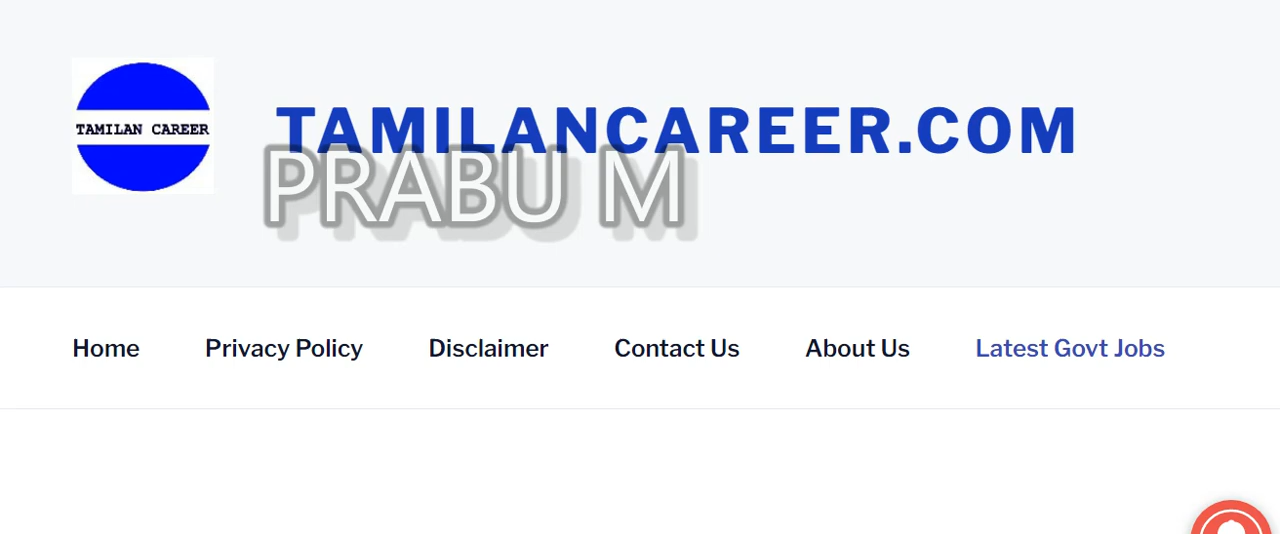 TAMILAN CAREER
TAMILANCAREER.COM
PRABU M
Home Privacy Policy Disclaimer Contact Us About Us Latest Govt Jobs